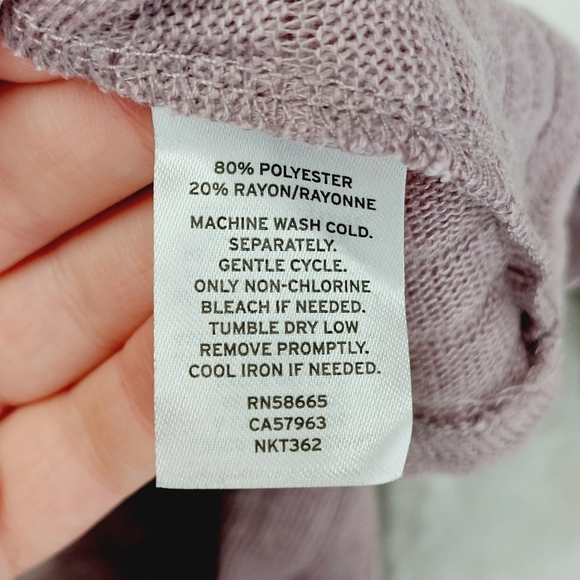 80% POLYESTER
20% RAYON/RAYONNE
MACHINE WASH COLD.
SEPARATELY.
GENTLE CYCLE.
ONLY NON-CHLORINE
BLEACH IF NEEDED.
TUMBLE DRY LOW
REMOVE PROMPTLY.
COOL IRON IF NEEDED.
RN58665
CA57963
NKT362